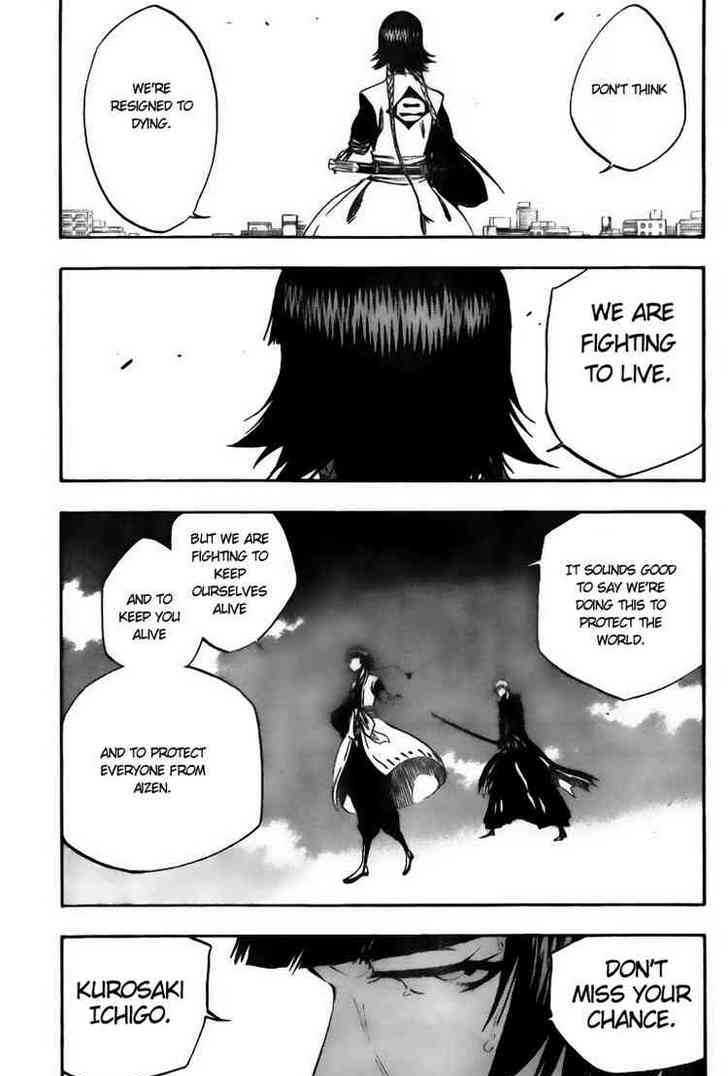 DON'T THINK
WE'RE
RESIGNED TO
DYING.
二
WE ARE
FIGHTING
TO LIVE.
IT SOUNDS GOOD
TO SAY WE'RE
DOING THIS TO
PROTECT THE
WORLD.
BUT WE ARE
FIGHTING TO
KEEP
OURSELVES
ALIVE
AND TO
KEEP YOU
ALIVE
AND TO PROTECT
EVERYONE FROM
AIZEN.
DON'T
MISS YOUR
CHANCE.
KUROSAKI
ICHIGO.